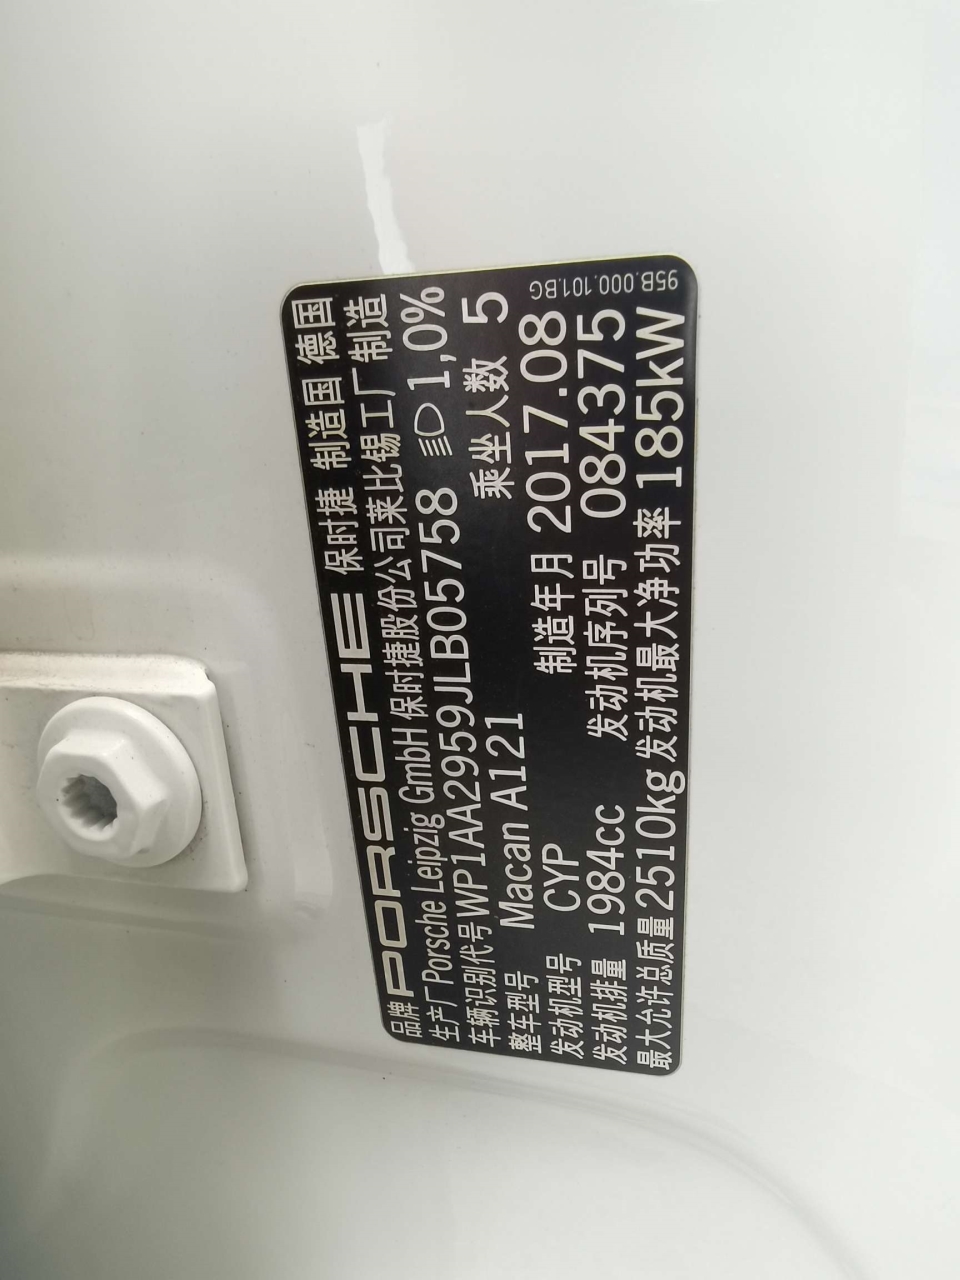 品牌 PORSCHE 保时捷 制造国 德国
生产厂 Porsche Leipzig GmbH 保时捷股份公司莱比锡工厂制造
车辆识别代号 WP1AA2959JLB05758 1,0%
整车型号 Macan A121 乘坐人数 5
发动机型号 CYP 制造年月 2017.08
发动机排量 1984cc 发动机序列号 084375
最大允许总质量 2510kg 发动机最大净功率 185kW
95B.000.101.BG